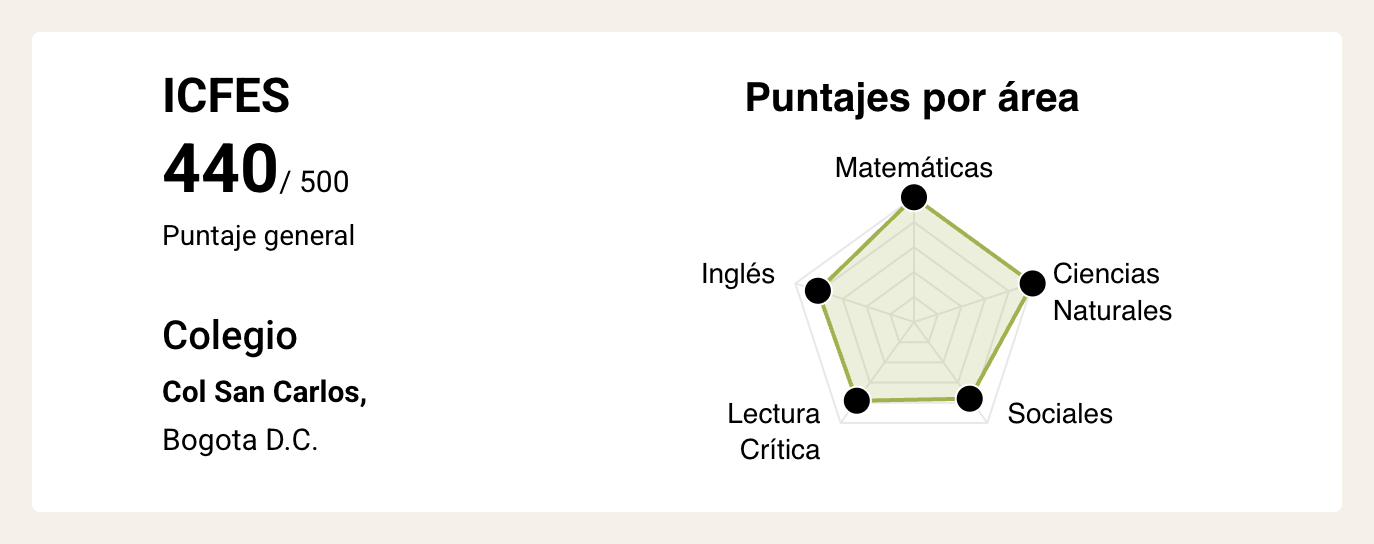 ICFES
440/ 500
Puntaje general
Colegio
Col San Carlos,
Bogota D.C.
Puntajes por área
Matemáticas
Inglés
Ciencias
Naturales
Lectura
Crítica
Sociales